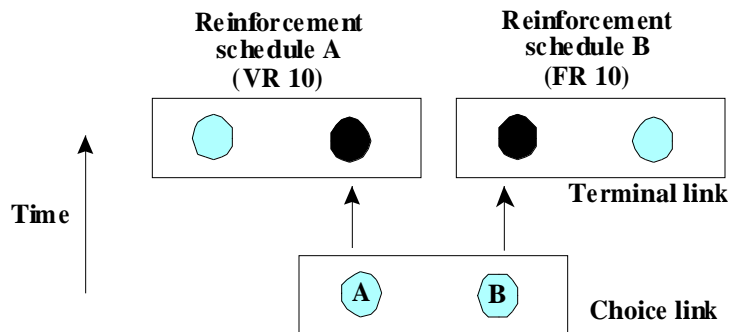 Reinforcement
schedule A
(VR 10)
Reinforcement
schedule B
(FR 10)
Time
Terminal link
A
B
Choice link